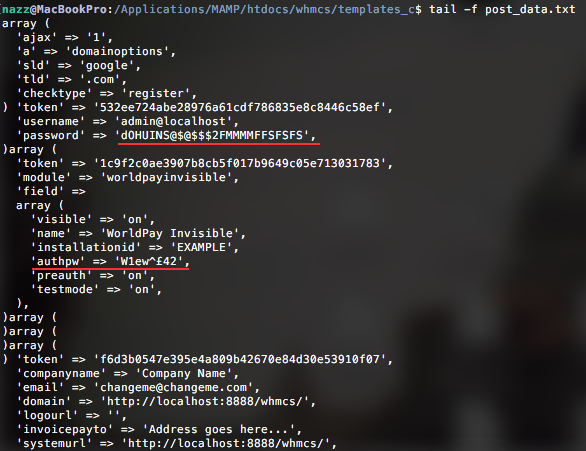 nazz@MacBookPro:/Applications/MAMP/htdocs/whmcs/templates_c$ tail -f post_data.txt
array (
'ajax' => '1',
'a' => 'domainoptions',
'sld' => 'google',
'tld' => '.com',
'checktype' => 'register',
) 'token' => '532ee724abe28976a61cdf786835e8c8446c58ef',
'username' => 'admin@localhost',
'password' => 'dOHUINS@$@$$$2FMMMMFFSFSFS',
)array (
'token' => '1c9f2c0ae3907b8cb5f017b9649c05e713031783',
'module' => 'worldpayinvisible',
'field' =>
array (
'visible' => 'on',
'name' => 'WorldPay Invisible',
'installationid' => 'EXAMPLE',
'authpw' => 'W1ew^£42',
'preauth' => 'on',
'testmode' => 'on',
),
)array (
)array (
)array (
) 'token' => 'f6d3b0547e395e4a809b42670e84d30e53910f07',
'companyname' => 'Company Name',
'email' => 'changeme@changeme.com',
'domain' => 'http://localhost:8888/whmcs/',
'logourl' => '',
'invoicepayto' => 'Address goes here...',
'systemurl' => 'http://localhost:8888/whmcs/',